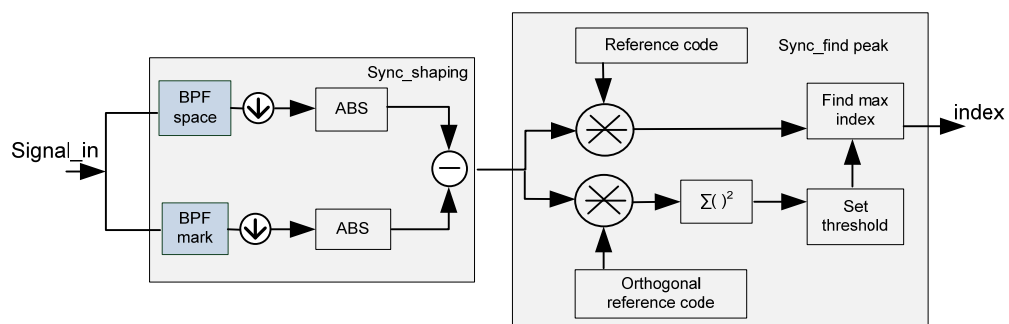 Signal_in
Sync_shaping
BPF
space
ABS
BPF
mark
ABS
Sync_find peak
Reference code
Find max
index
index
∑( )²
Set
threshold
Orthogonal
reference code